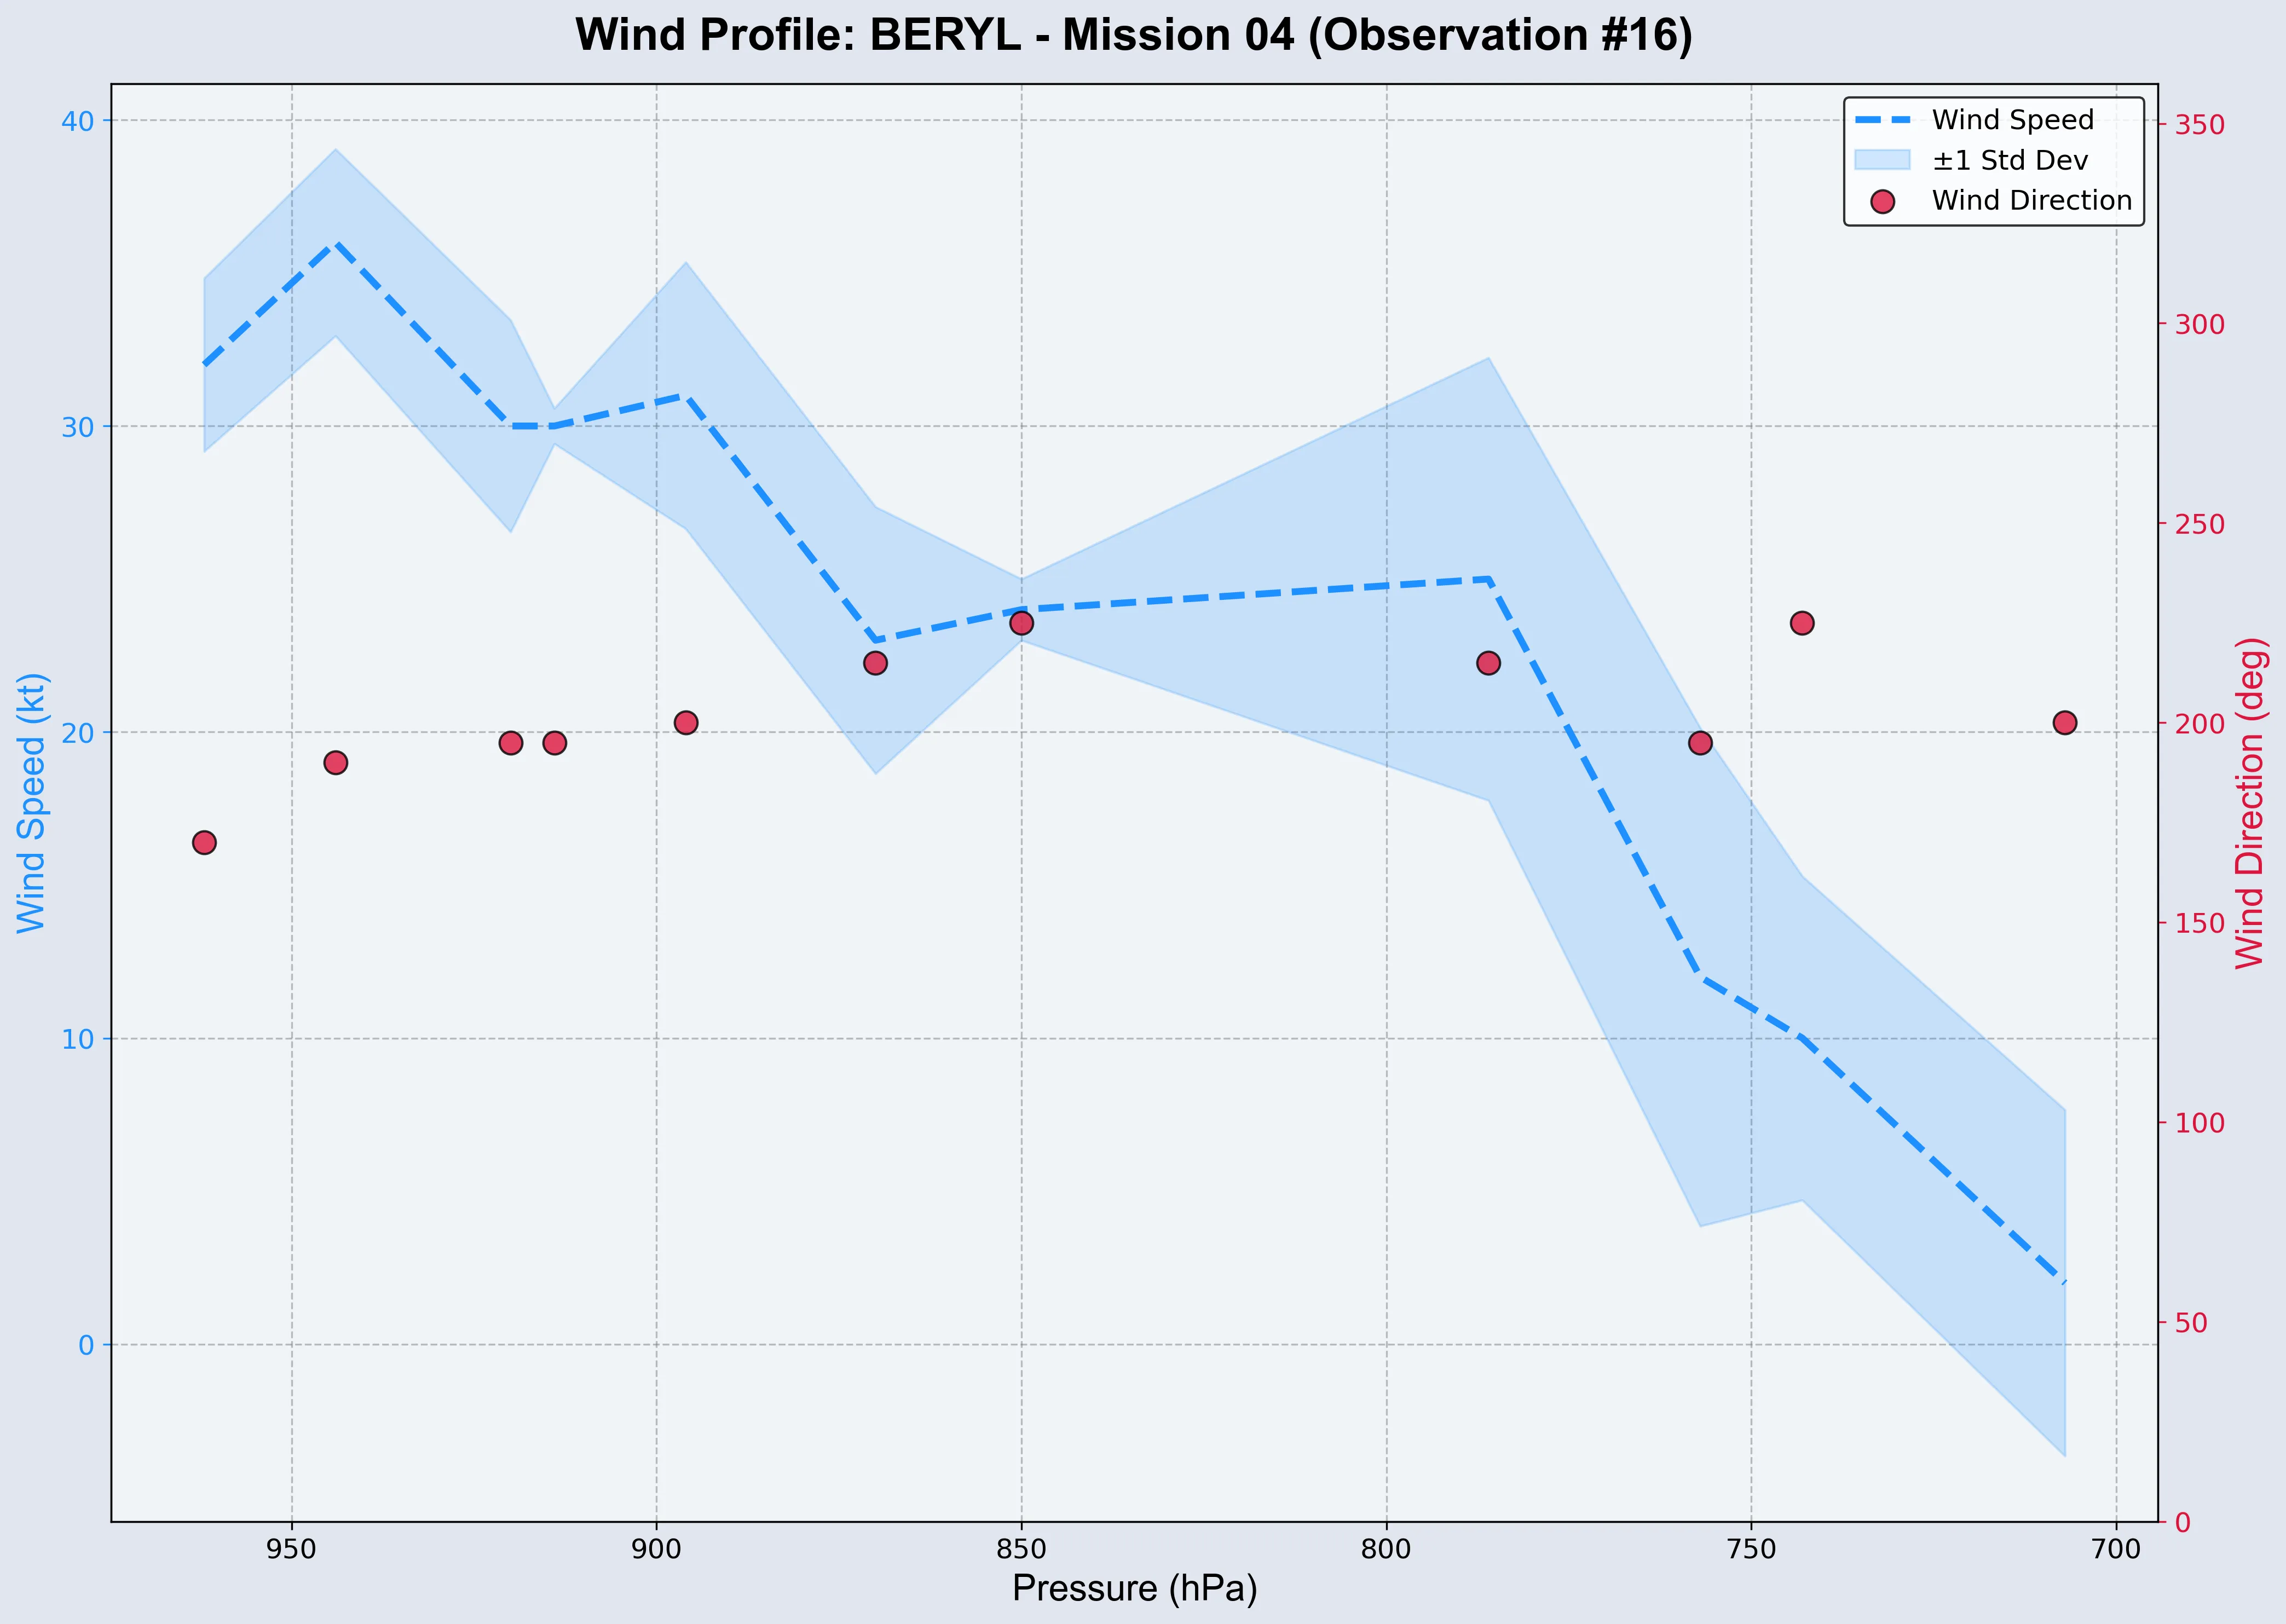 Wind Profile: BERYL - Mission 04 (Observation #16)
Wind Speed
±1 Std Dev
Wind Direction
40
30
20
10
0
Wind Speed (kt)
350
300
250
200
150
100
50
0
Wind Direction (deg)
950 900 850 800 750 700
Pressure (hPa)